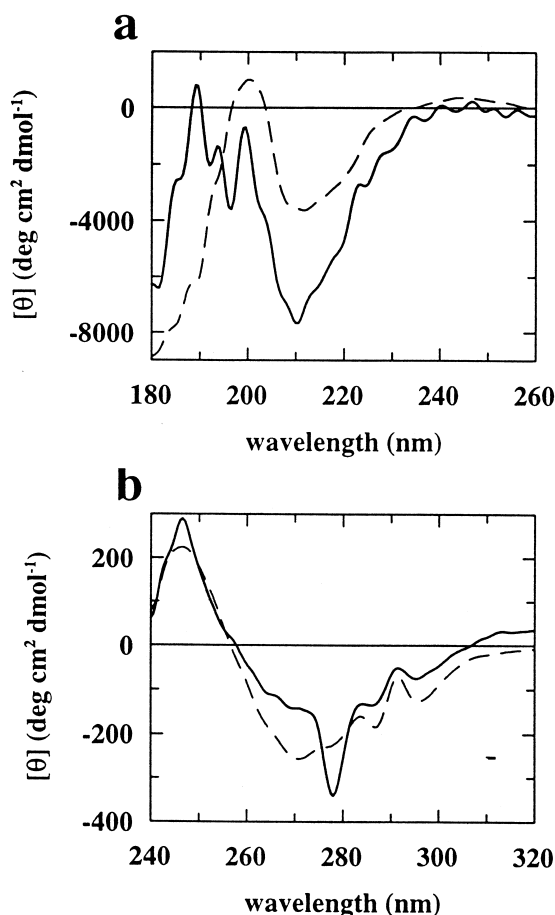 a
0
-4000
-8000
[θ] (deg cm² dmol⁻¹)
180 200 220 240 260
wavelength (nm)
b
200
0
-200
-400
[θ] (deg cm² dmol⁻¹)
240 260 280 300 320
wavelength (nm)